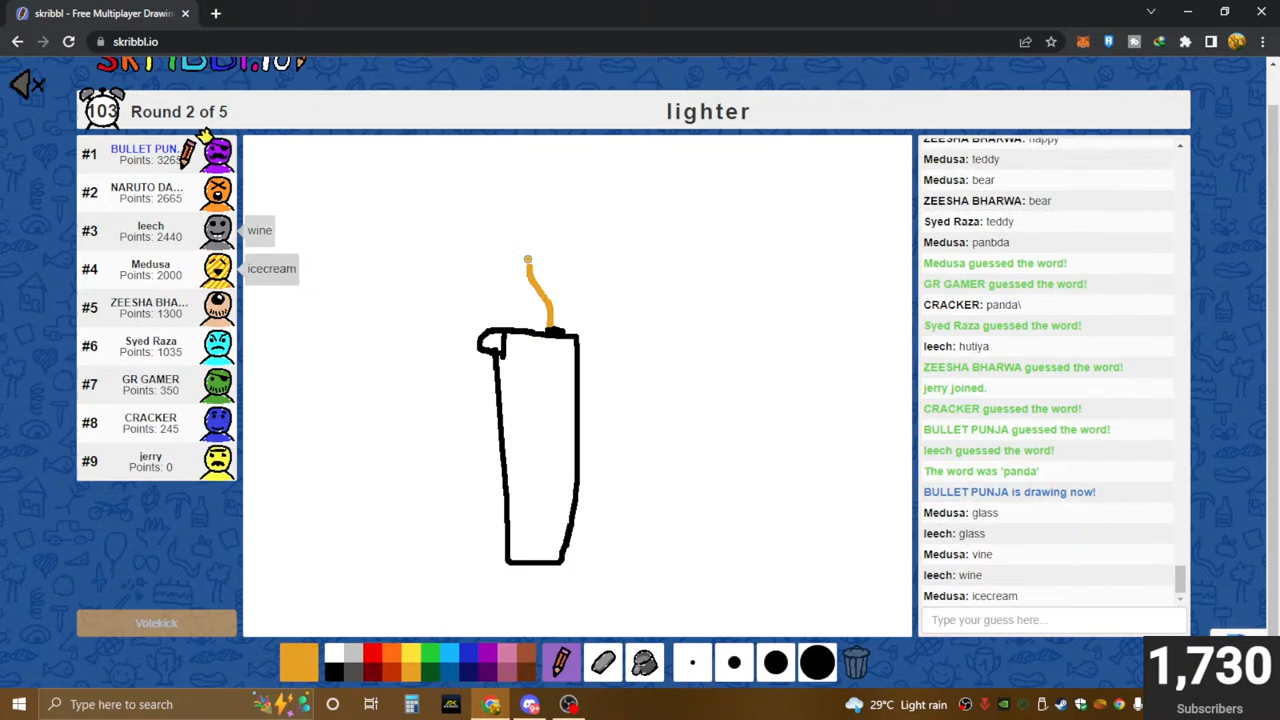 skribbl - Free Multiplayer Drawin
skribbl.io
skribbl.io
103
Round 2 of 5
lighter
#1
BULLET PUN...
Points: 3265
#2
NARUTO DA...
Points: 2665
#3
leech
Points: 2440
wine
#4
Medusa
Points: 2000
icecream
#5
ZEESHA BHA...
Points: 1300
#6
Syed Raza
Points: 1035
#7
GR GAMER
Points: 350
#8
CRACKER
Points: 245
#9
jerry
Points: 0
Votekick
ZEESHA BHARWA: happy
Medusa: teddy
Medusa: bear
ZEESHA BHARWA: bear
Syed Raza: teddy
Medusa: panbda
Medusa guessed the word!
GR GAMER guessed the word!
CRACKER: panda\
Syed Raza guessed the word!
leech: hutiya
ZEESHA BHARWA guessed the word!
jerry joined.
CRACKER guessed the word!
BULLET PUNJA guessed the word!
leech guessed the word!
The word was 'panda'
BULLET PUNJA is drawing now!
Medusa: glass
leech: glass
Medusa: vine
leech: wine
Medusa: icecream
Type your guess here...
1,730
Subscribers
Type here to search
29°C Light rain